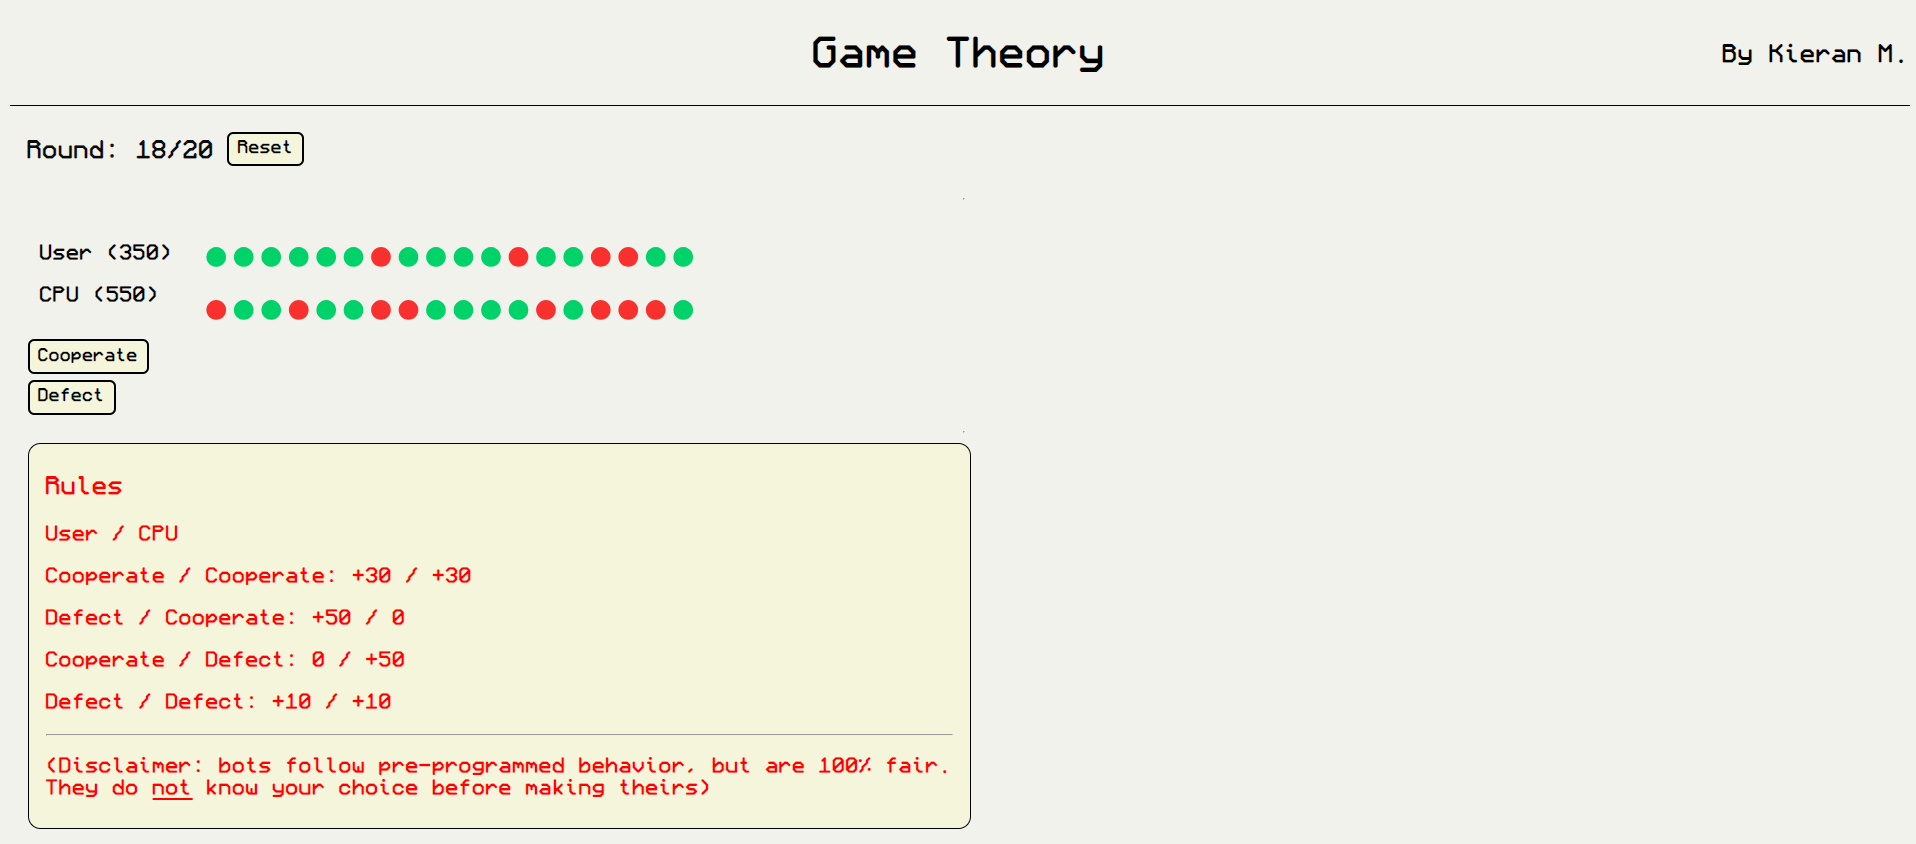 Game Theory
By Kieran M.
Round: 18/20
Reset
User (350)
CPU (550)
Cooperate
Defect
Rules
User / CPU
Cooperate / Cooperate: +30 / +30
Defect / Cooperate: +50 / 0
Cooperate / Defect: 0 / +50
Defect / Defect: +10 / +10
(Disclaimer: bots follow pre-programmed behavior, but are 100% fair.
They do not know your choice before making theirs)